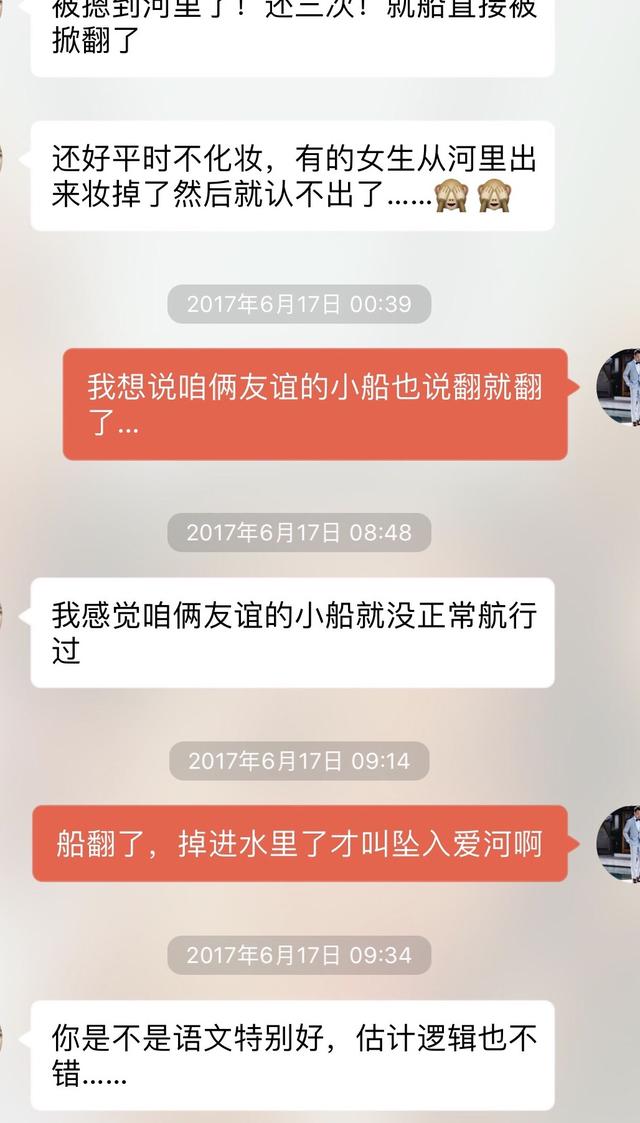 被摁到河里了！还三次！就船直接被
掀翻了
还好平时不化妆，有的女生从河里出
来妆掉了然后就认不出了……🙈🙈
2017年6月17日 00:39
我想说咱俩友谊的小船也说翻就翻
了...
2017年6月17日 08:48
我感觉咱俩友谊的小船就没正常航行
过
2017年6月17日 09:14
船翻了，掉进水里了才叫坠入爱河啊
2017年6月17日 09:34
你是不是语文特别好，估计逻辑也不
错……